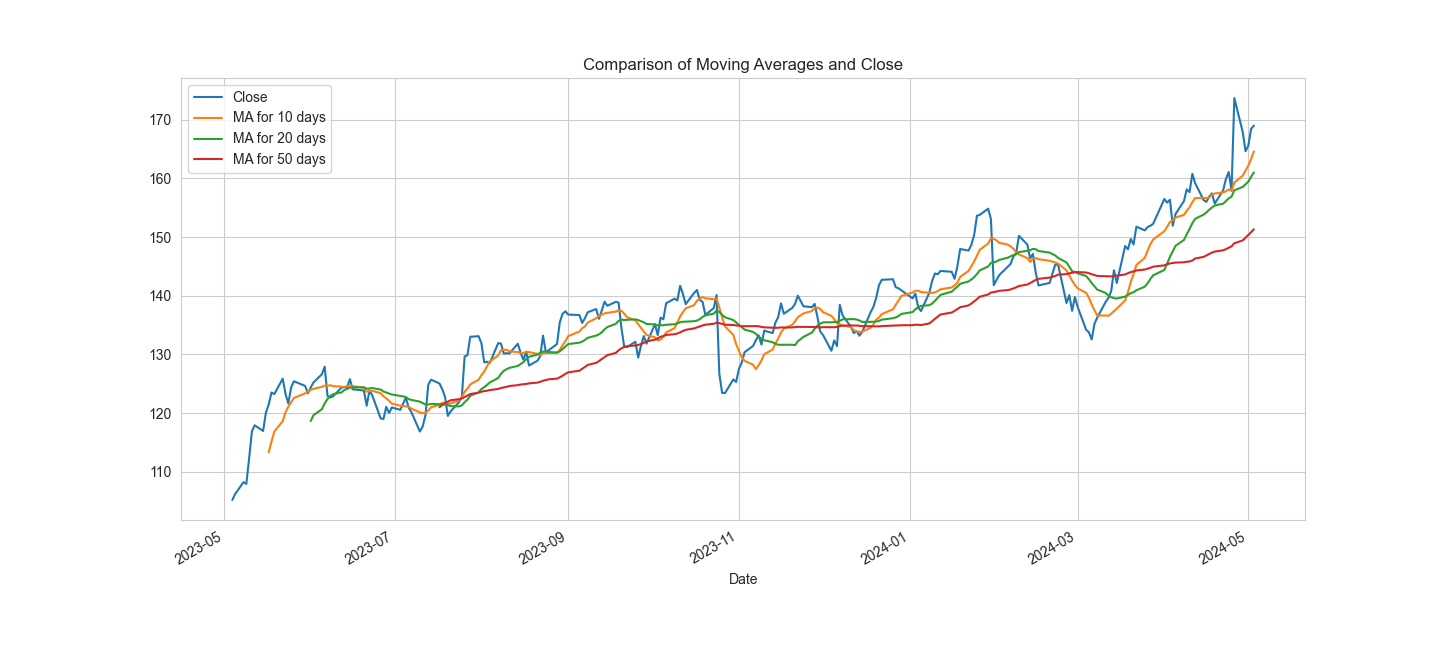 Comparison of Moving Averages and Close
Close
MA for 10 days
MA for 20 days
MA for 50 days
170
160
150
140
130
120
110
2023-05
2023-07
2023-09
2023-11
2024-01
2024-03
2024-05
Date